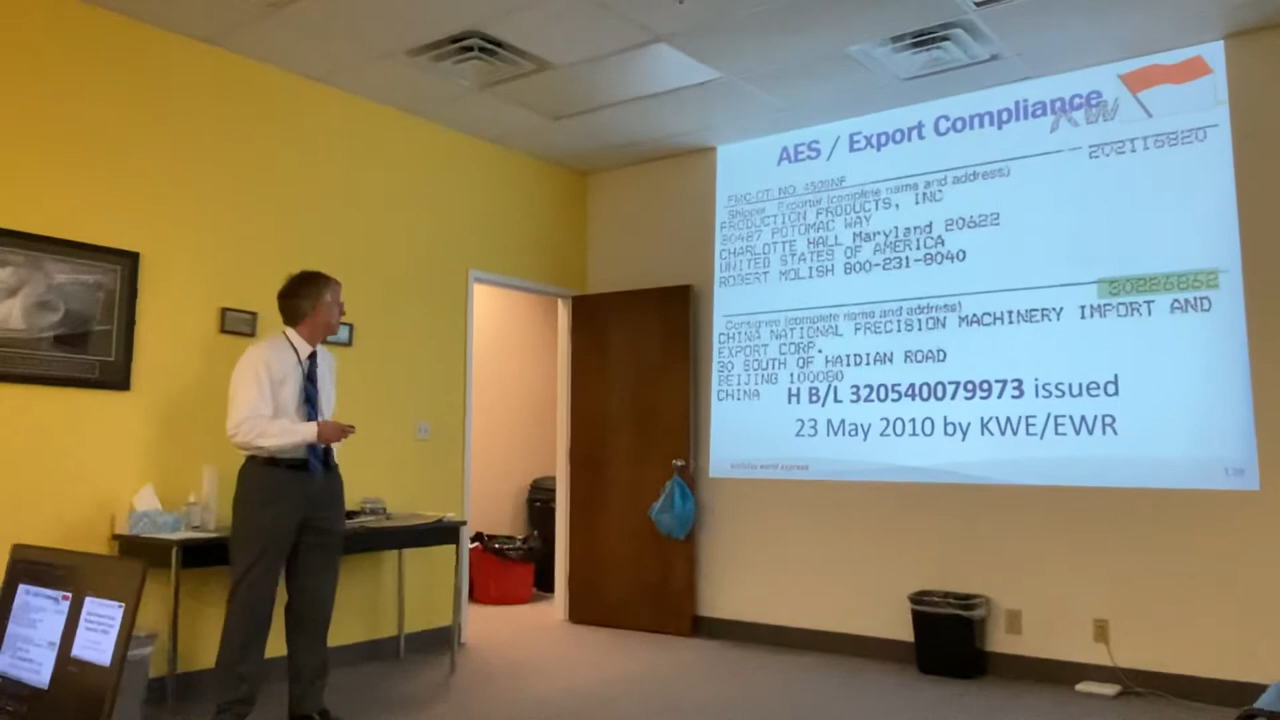 AES / Export Compliance
202116820
FMC-OTI NO. 4509NF
Shipper Exporter (complete name and address)
PRODUCTION PRODUCTS, INC
30487 POTOMAC WAY
CHARLOTTE HALL Maryland 20622
UNITED STATES OF AMERICA
ROBERT MOLISH 800-231-8040
30226862
Consignee (complete name and address)
CHINA NATIONAL PRECISION MACHINERY IMPORT AND
EXPORT CORP.
30 SOUTH OF HAIDIAN ROAD
BEIJING 100080
CHINA H B/L 320540079973 issued
23 May 2010 by KWE/EWR
world express